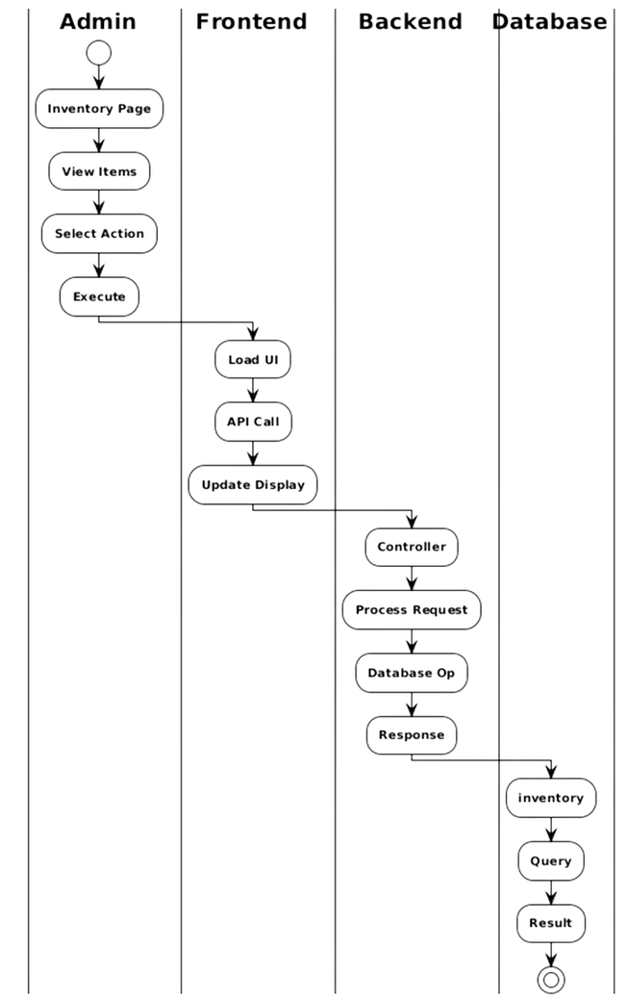 Admin Frontend Backend Database
Inventory Page
View Items
Select Action
Execute
Load UI
API Call
Update Display
Controller
Process Request
Database Op
Response
inventory
Query
Result